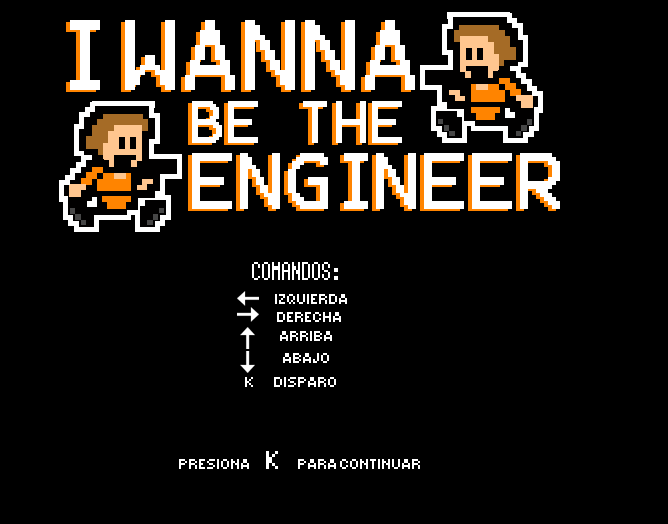 I WANNA
BE THE
ENGINEER
COMANDOS:
← IZQUIERDA
→ DERECHA
↑ ARRIBA
↓ ABAJO
K DISPARO
PRESIONA K PARA CONTINUAR